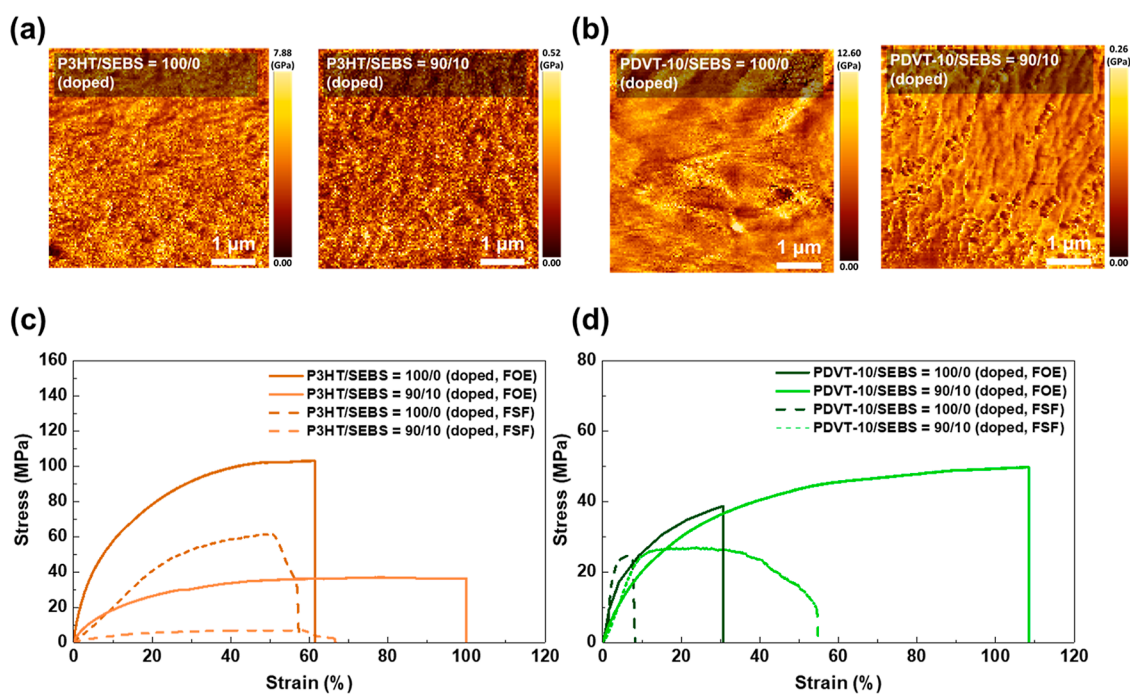 (a)
P3HT/SEBS = 100/0
(doped)
7.88
(GPa)
0.00
1 μm
P3HT/SEBS = 90/10
(doped)
0.52
(GPa)
0.00
1 μm
(b)
PDVT-10/SEBS = 100/0
(doped)
12.60
(GPa)
0.00
1 μm
PDVT-10/SEBS = 90/10
(doped)
0.26
(GPa)
0.00
1 μm
(c)
160
140
120
100
80
60
40
20
0
Stress (MPa)
P3HT/SEBS = 100/0 (doped, FOE)
P3HT/SEBS = 90/10 (doped, FOE)
P3HT/SEBS = 100/0 (doped, FSF)
P3HT/SEBS = 90/10 (doped, FSF)
0 20 40 60 80 100 120
Strain (%)
(d)
80
60
40
20
0
Stress (MPa)
PDVT-10/SEBS = 100/0 (doped, FOE)
PDVT-10/SEBS = 90/10 (doped, FOE)
PDVT-10/SEBS = 100/0 (doped, FSF)
PDVT-10/SEBS = 90/10 (doped, FSF)
0 20 40 60 80 100 120
Strain (%)